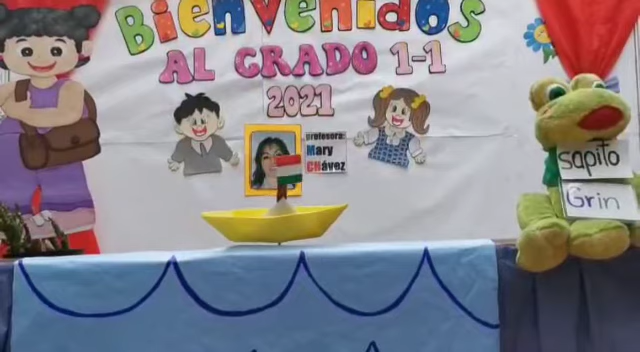 Bienvenidos
AL GRADO 1-1
2021
profesora:
Mary
CHávez
sapito
Grin